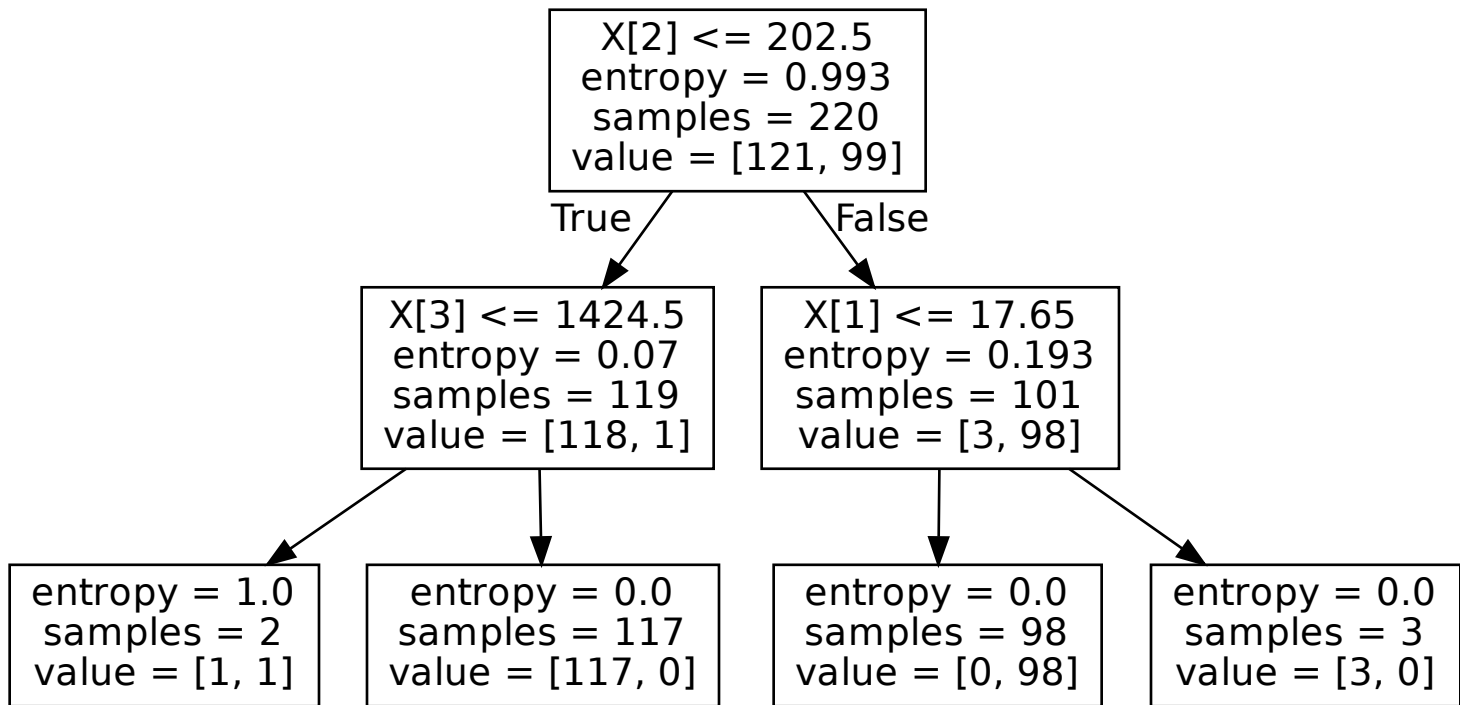 X[2] <= 202.5
entropy = 0.993
samples = 220
value = [121, 99]
True
False
X[3] <= 1424.5
entropy = 0.07
samples = 119
value = [118, 1]
X[1] <= 17.65
entropy = 0.193
samples = 101
value = [3, 98]
entropy = 1.0
samples = 2
value = [1, 1]
entropy = 0.0
samples = 117
value = [117, 0]
entropy = 0.0
samples = 98
value = [0, 98]
entropy = 0.0
samples = 3
value = [3, 0]